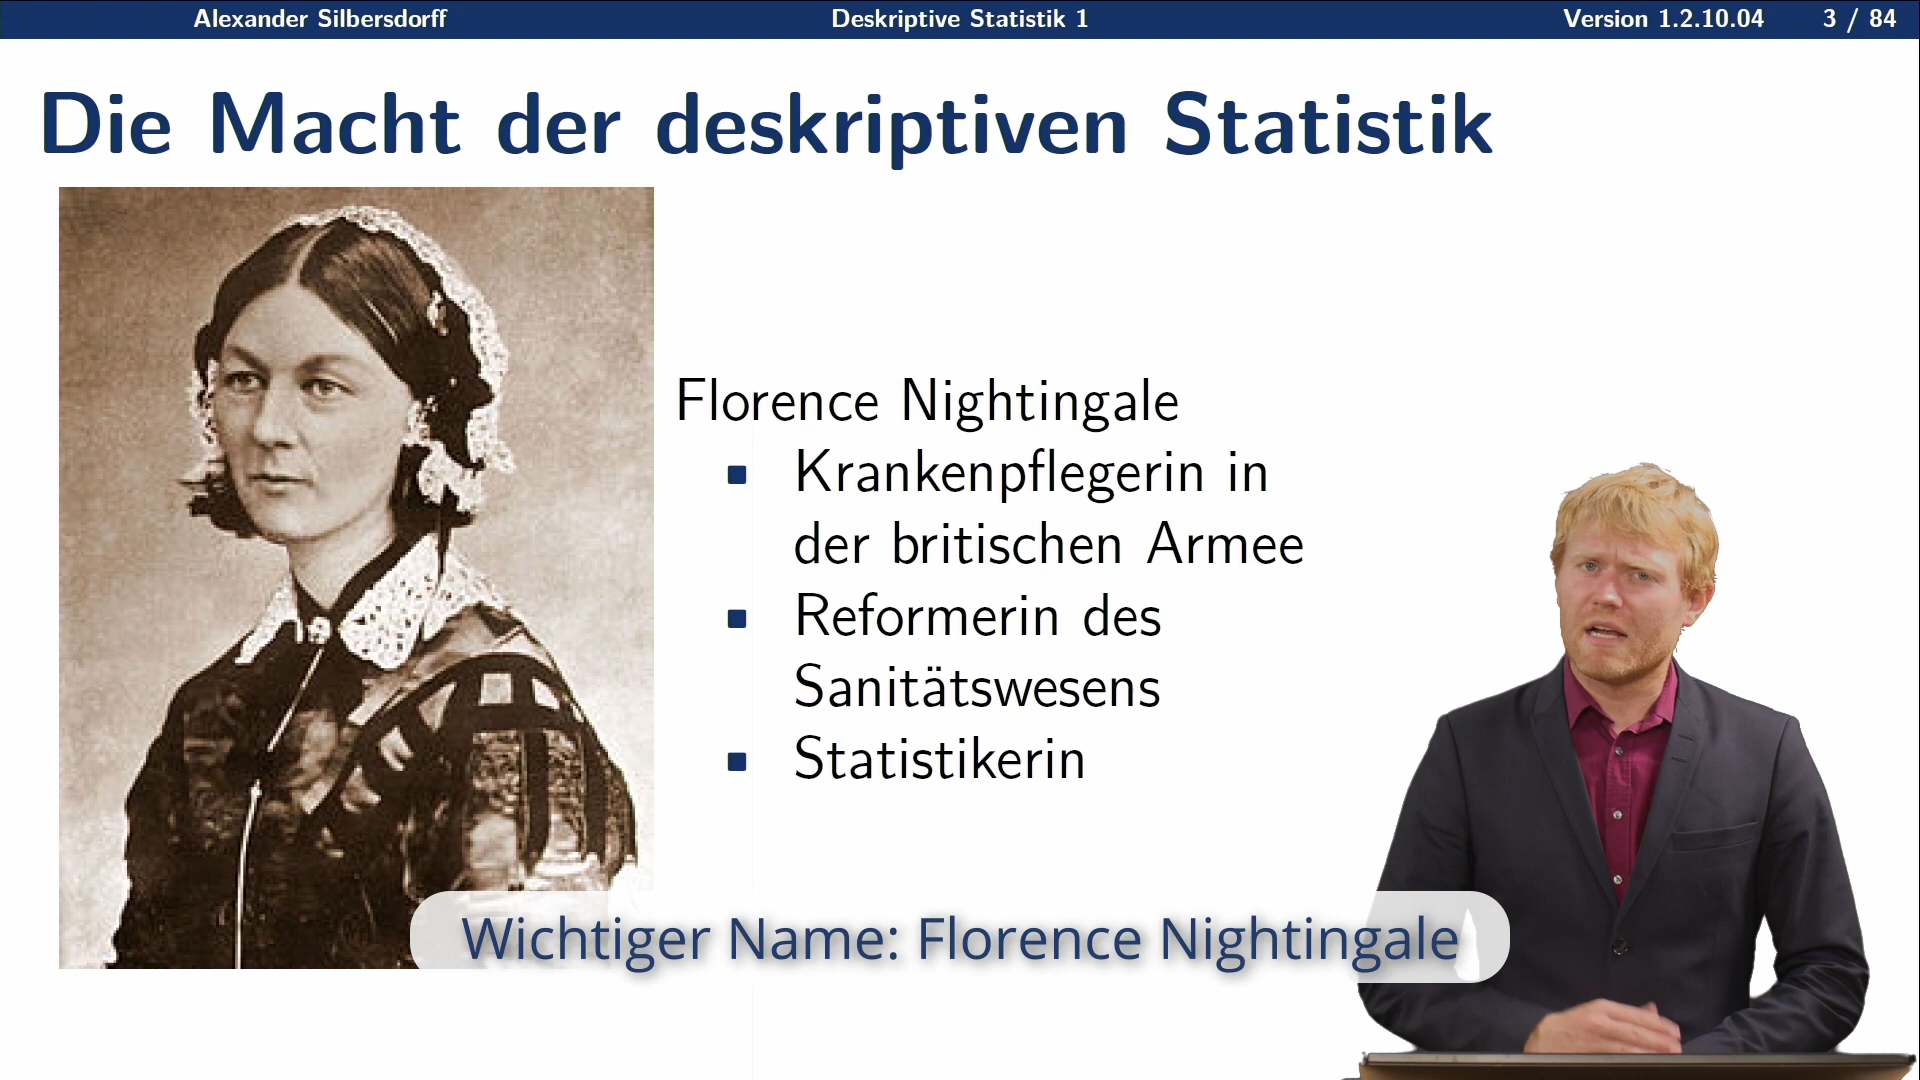 Alexander Silbersdorff Deskriptive Statistik 1 Version 1.2.10.04 3 / 84
Die Macht der deskriptiven Statistik
Florence Nightingale
Krankenpflegerin in
der britischen Armee
Reformerin des
Sanitätswesens
Statistikerin
Wichtiger Name: Florence Nightingale